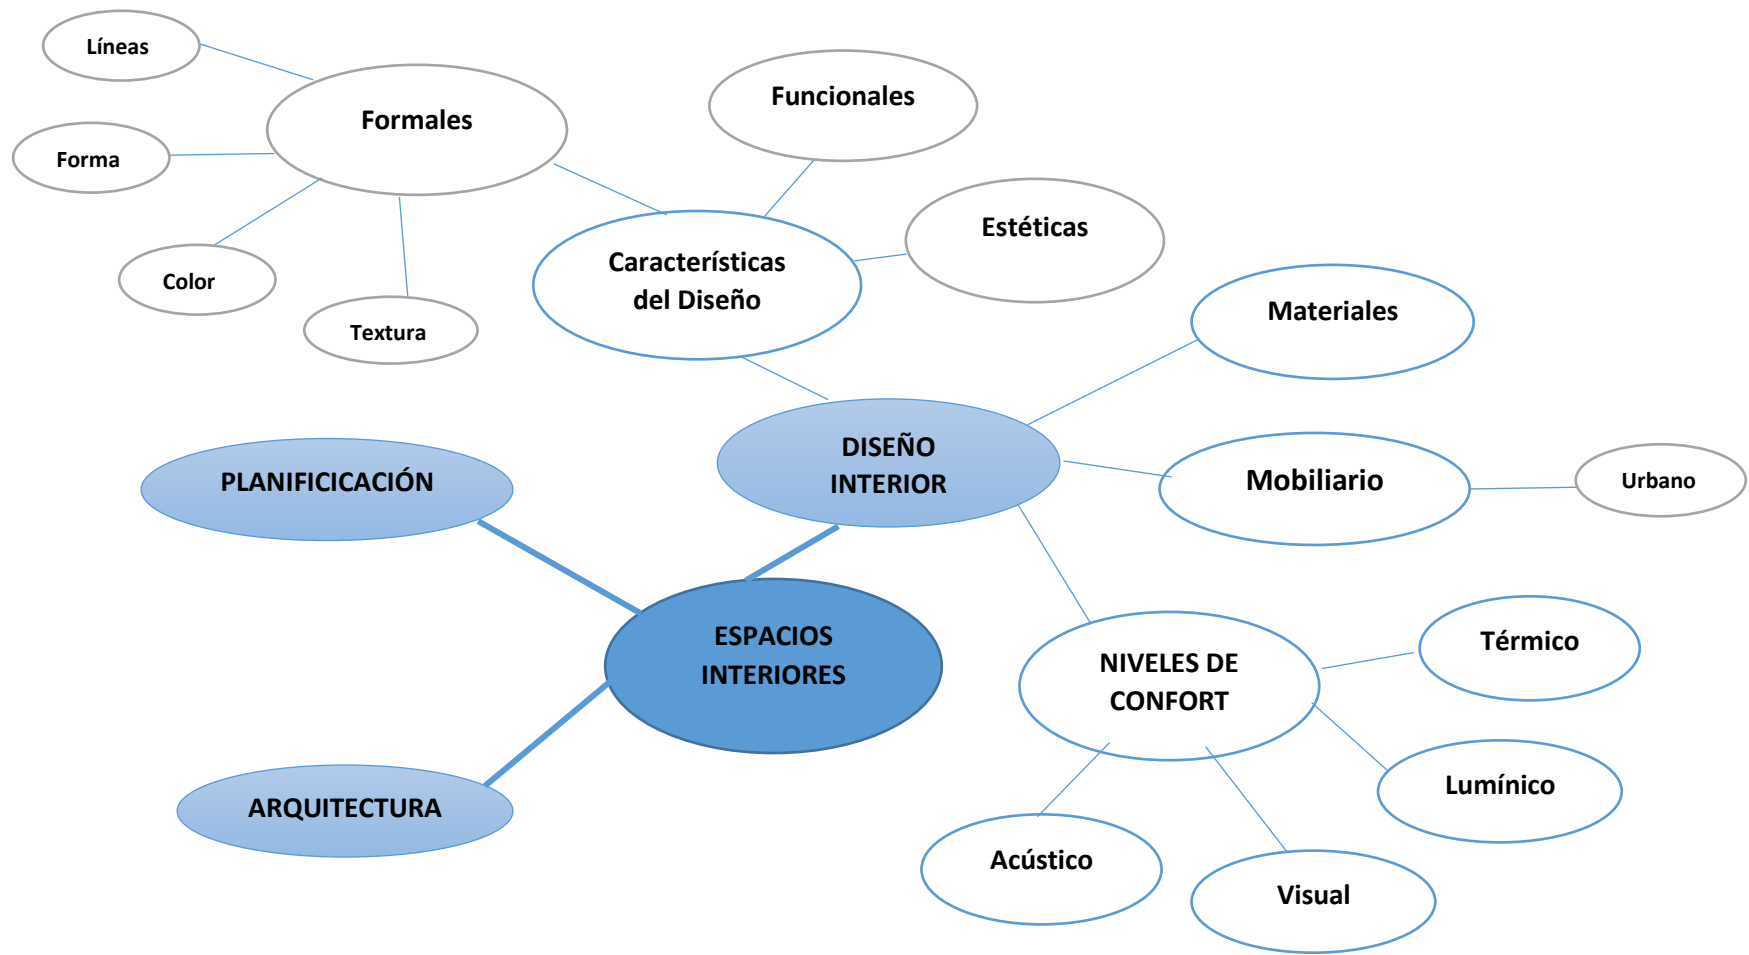 Líneas
Formales
Funcionales
Forma
Estéticas
Características
del Diseño
Color
Textura
Materiales
DISEÑO
INTERIOR
PLANIFICICACIÓN
Mobiliario
Urbano
ESPACIOS
INTERIORES
NIVELES DE
CONFORT
Térmico
Lumínico
ARQUITECTURA
Acústico
Visual